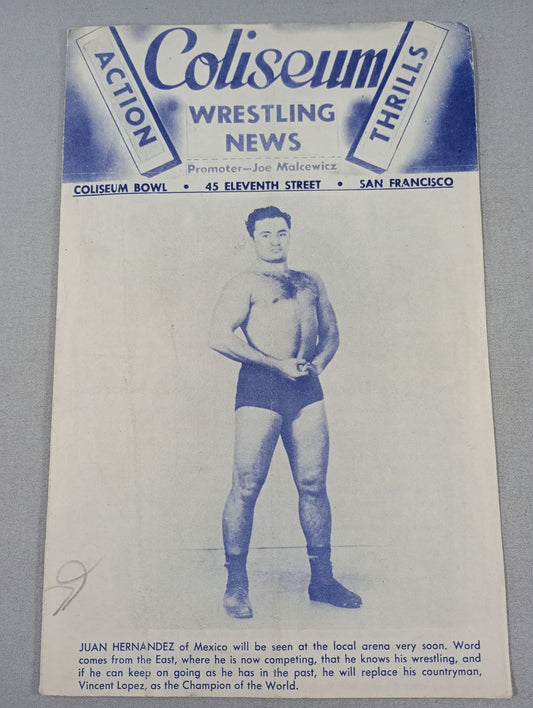 ACTION
Coliseum
THRILLS
WRESTLING
NEWS
Promoter—Joe Malcewicz
COLISEUM BOWL • 45 ELEVENTH STREET • SAN FRANCISCO
JUAN HERNANDEZ of Mexico will be seen at the local arena very soon. Word
comes from the East, where he is now competing, that he knows his wrestling, and
if he can keep on going as he has in the past, he will replace his countryman,
Vincent Lopez, as the Champion of the World.